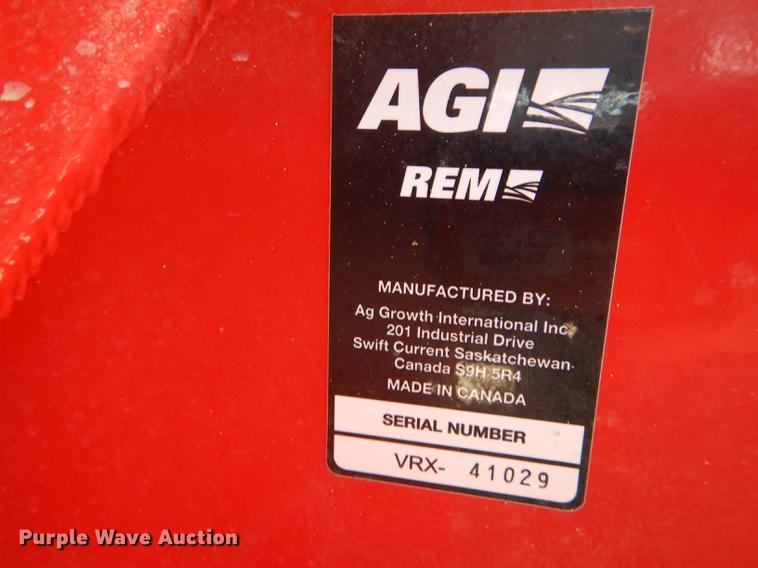 AGI
REM
MANUFACTURED BY:
Ag Growth International Inc.
201 Industrial Drive
Swift Current Saskatchewan
Canada S9H 5R4
MADE IN CANADA
SERIAL NUMBER
VRX- 41029
Purple Wave Auction